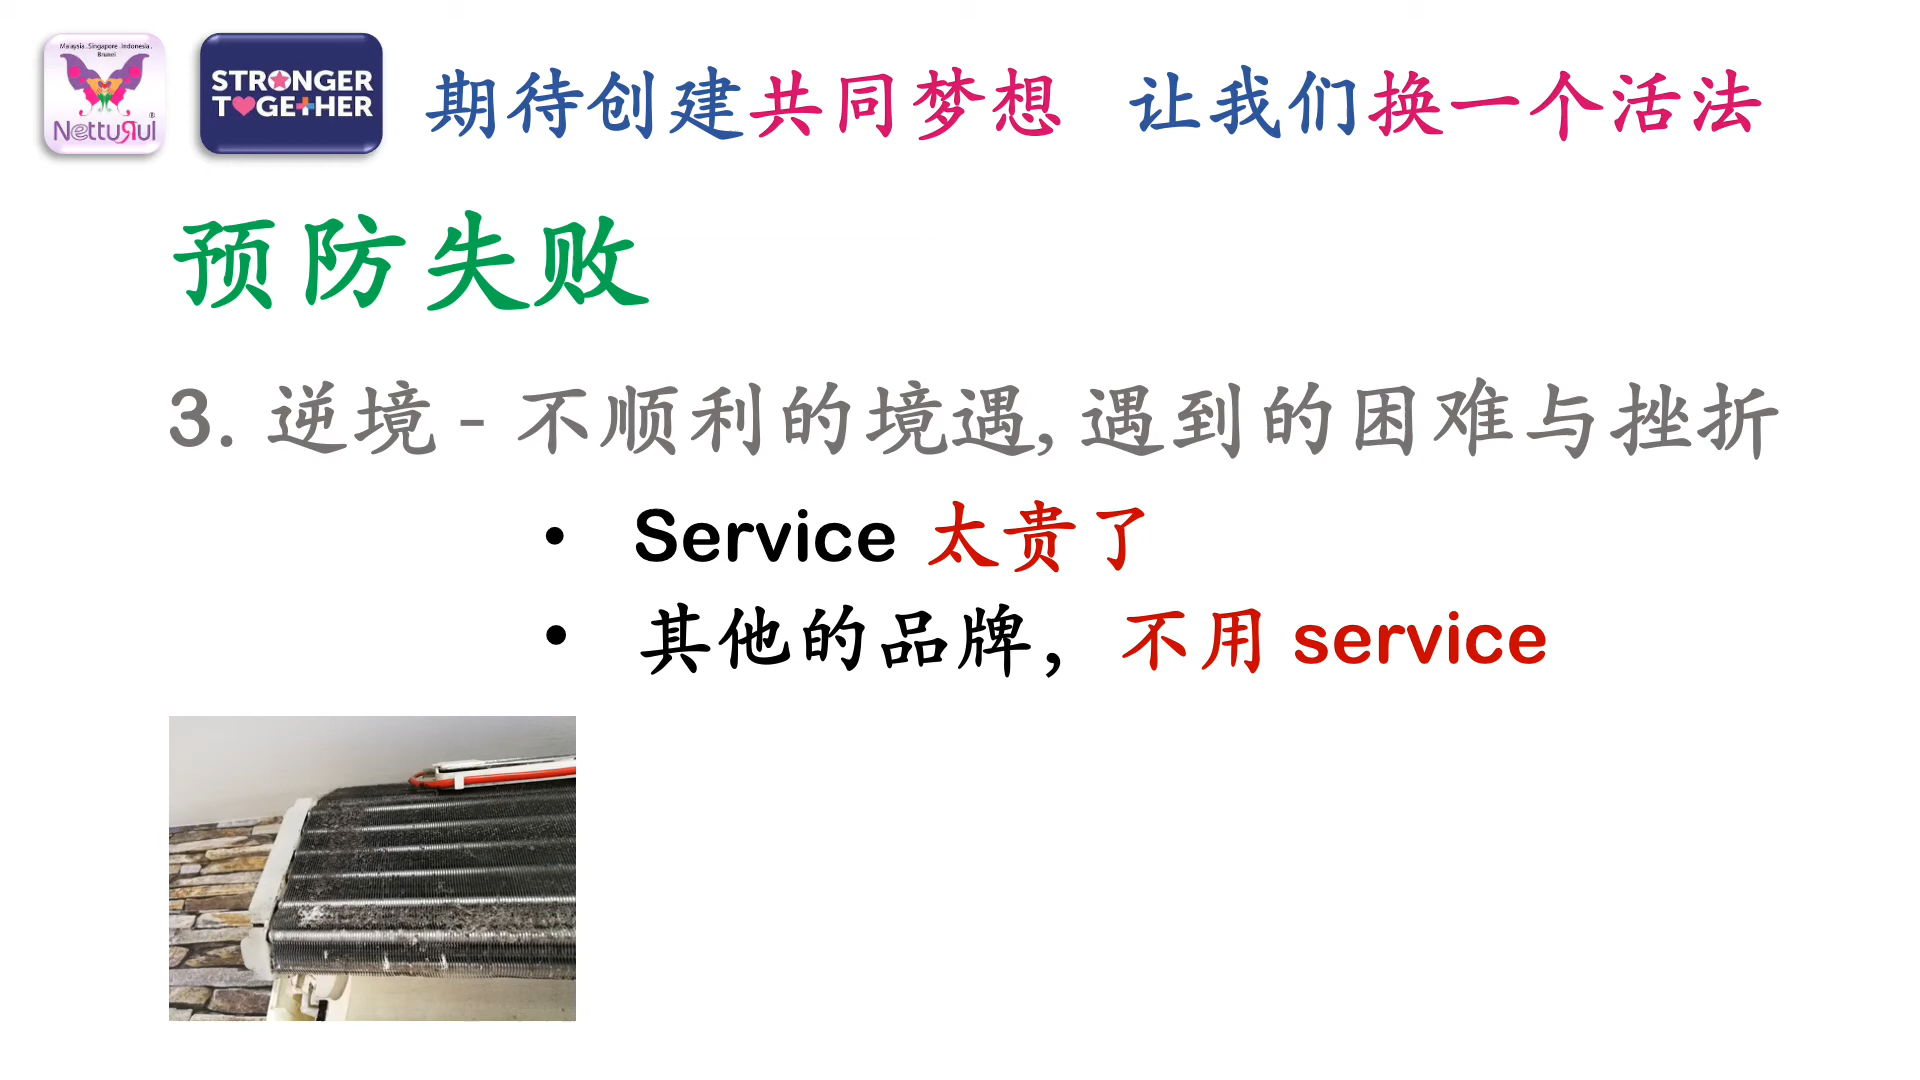 Malaysia . Singapore . Indonesia .
Brunei
NettuRui
STRONGER
TOGETHER
期待创建共同梦想 让我们换一个活法
预防失败
3. 逆境 - 不顺利的境遇, 遇到的困难与挫折
• Service 太贵了
• 其他的品牌，不用 service